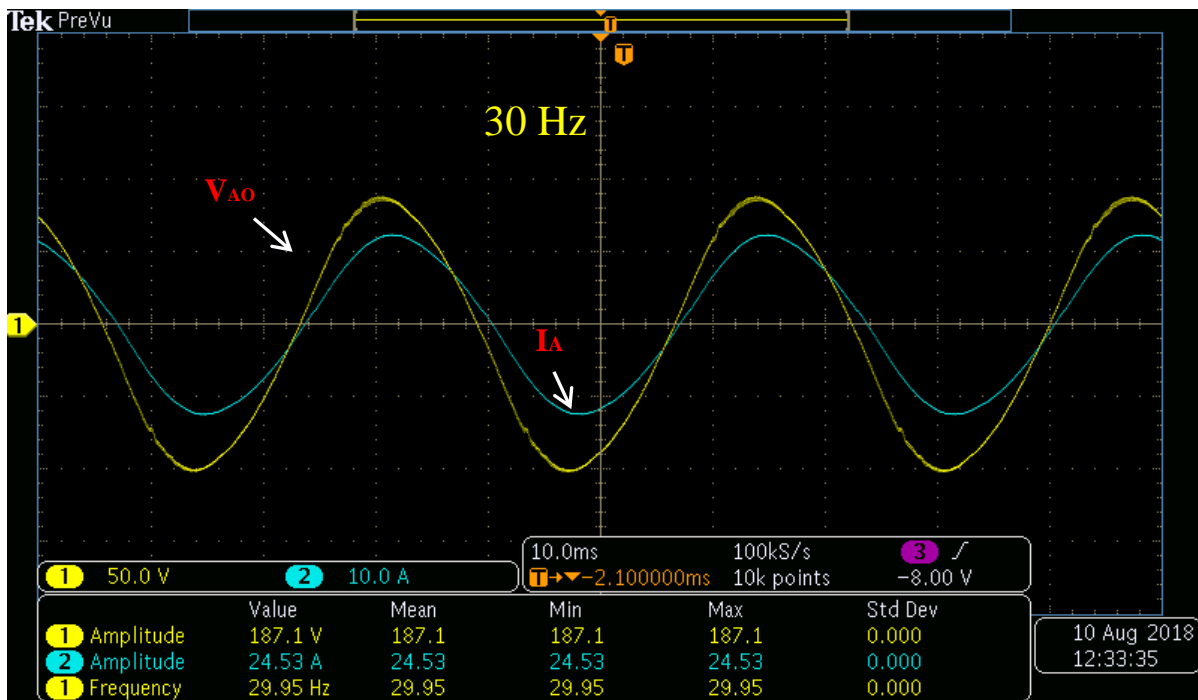 Tek PreVu
T
T
30 Hz
VAO
1
IA
1 50.0 V 2 10.0 A
10.0ms 100kS/s 3
T→▼−2.100000ms 10k points −8.00 V
Value Mean Min Max Std Dev
1 Amplitude 187.1 V 187.1 187.1 187.1 0.000
2 Amplitude 24.53 A 24.53 24.53 24.53 0.000
1 Frequency 29.95 Hz 29.95 29.95 29.95 0.000
10 Aug 2018
12:33:35